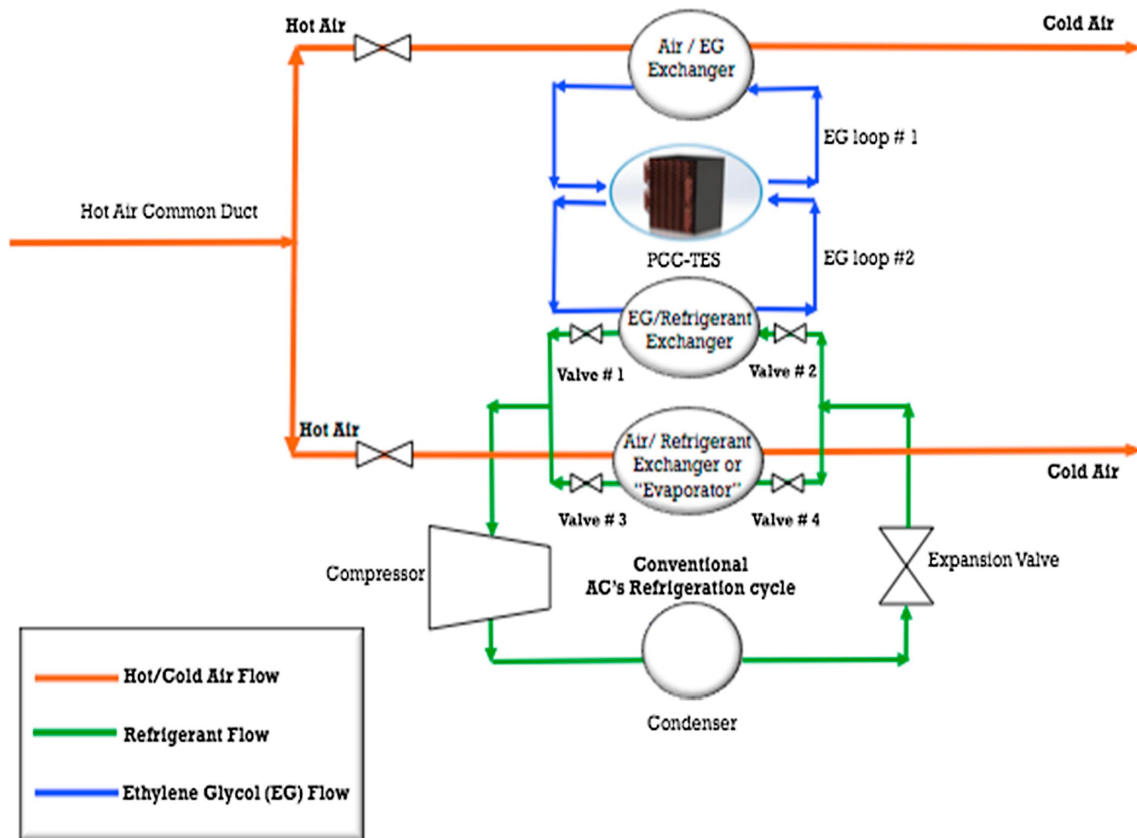 Hot Air
Cold Air
Air / EG
Exchanger
EG loop # 1
Hot Air Common Duct
PCC-TES
EG loop #2
EG/Refrigerant
Exchanger
Valve # 1
Valve # 2
Hot Air
Air/ Refrigerant
Exchanger or
"Evaporator"
Cold Air
Valve # 3
Valve # 4
Compressor
Conventional
AC's Refrigeration cycle
Expansion Valve
Condenser
Hot/Cold Air Flow
Refrigerant Flow
Ethylene Glycol (EG) Flow